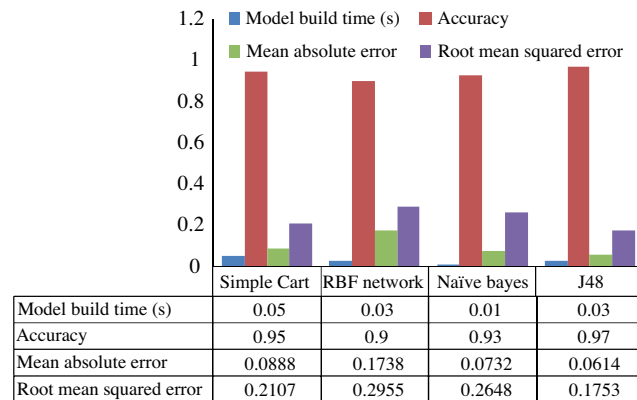 Model build time (s) Accuracy
Mean absolute error Root mean squared error
1.2
1
0.8
0.6
0.4
0.2
0
Simple Cart RBF network Naïve bayes J48
Model build time (s) 0.05 0.03 0.01 0.03
Accuracy 0.95 0.9 0.93 0.97
Mean absolute error 0.0888 0.1738 0.0732 0.0614
Root mean squared error 0.2107 0.2955 0.2648 0.1753